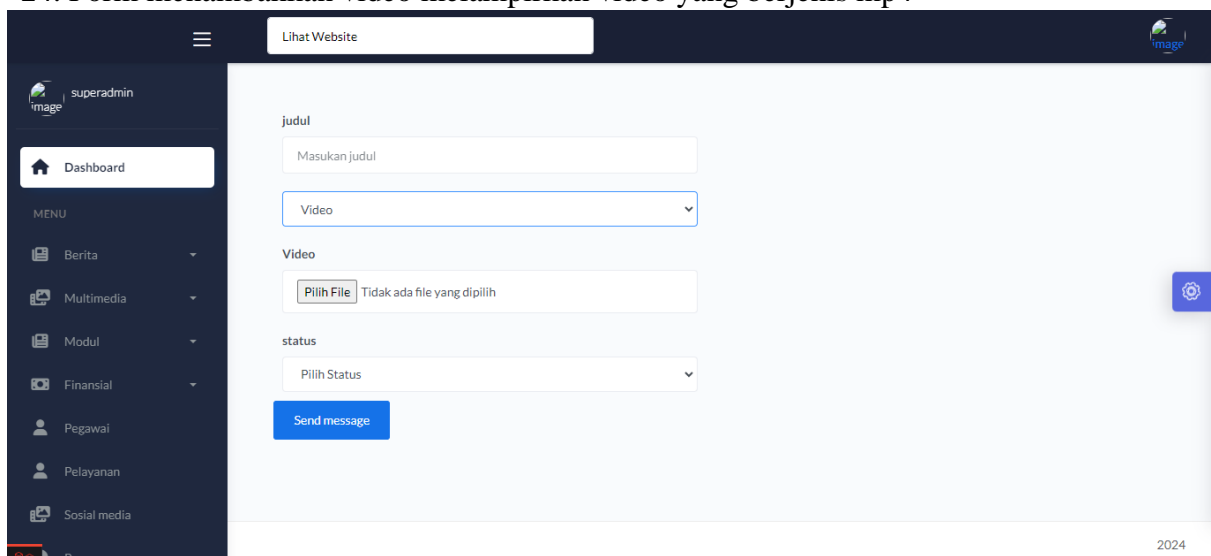 Lihat Website
image
image
superadmin
Dashboard
MENU
Berita
Multimedia
Modul
Finansial
Pegawai
Pelayanan
Sosial media
judul
Masukan judul
Video
Video
Pilih File Tidak ada file yang dipilih
status
Pilih Status
Send message
2024